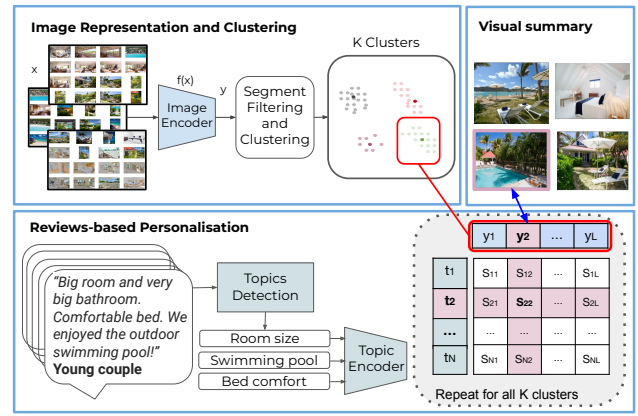 Image Representation and Clustering
x
f(x)
Image
Encoder
y
Segment
Filtering
and
Clustering
K Clusters
Visual summary
Reviews-based Personalisation
"Big room and very
big bathroom.
Comfortable bed. We
enjoyed the outdoor
swimming pool!"
Young couple
Topics
Detection
Room size
Swimming pool
Bed comfort
Topic
Encoder
y1 y2 ... yL
t1 S11 S12 ... S1L
t2 S21 S22 ... S2L
... ... ... ... ...
tN SN1 SN2 ... SNL
Repeat for all K clusters